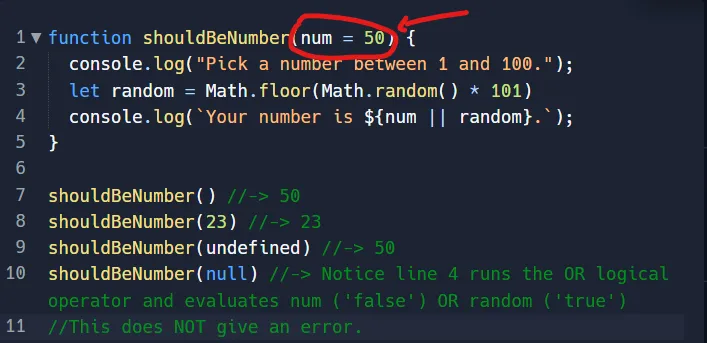 1 ▼ function shouldBeNumber(num = 50) {
2 console.log("Pick a number between 1 and 100.");
3 let random = Math.floor(Math.random() * 101)
4 console.log(`Your number is ${num || random}.`);
5 }
6
7 shouldBeNumber() //-> 50
8 shouldBeNumber(23) //-> 23
9 shouldBeNumber(undefined) //-> 50
10 shouldBeNumber(null) //-> Notice line 4 runs the OR logical
operator and evaluates num ('false') OR random ('true')
11 //This does NOT give an error.